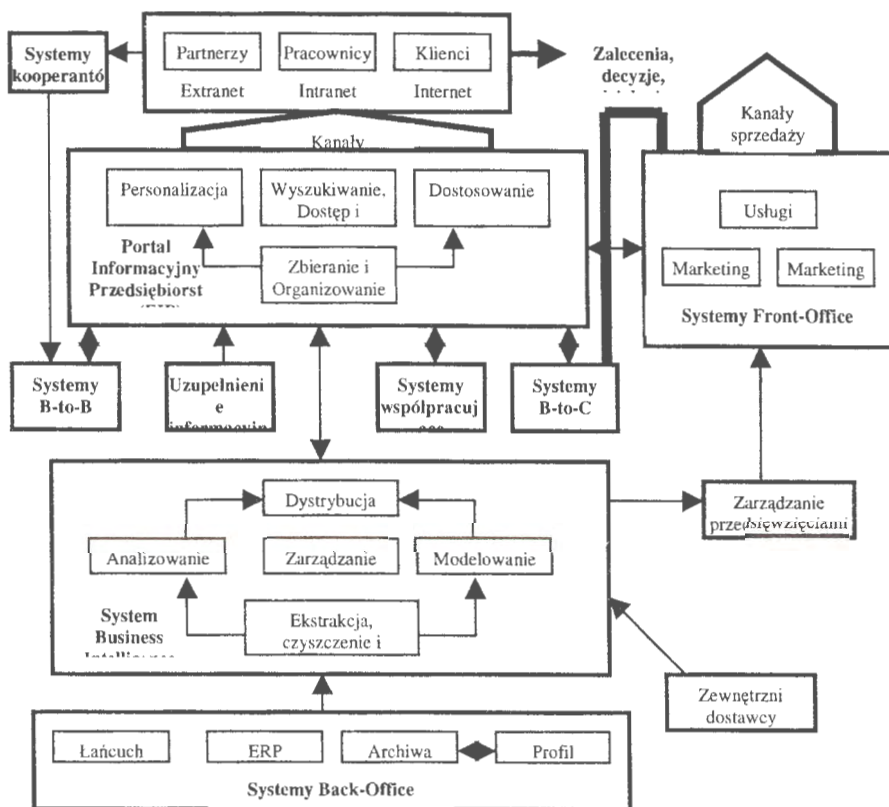 Systemy
kooperantó
Partnerzy
Pracownicy
Klienci
Extranet
Intranet
Internet
Zalecenia,
decyzje,
Kanały
sprzedaży
Kanały
Personalizacja
Wyszukiwanie,
Dostęp i
Dostosowanie
Portal
Informacyjny
Przedsiębiorst
Zbieranie i
Organizowanie
Usługi
Marketing
Marketing
Systemy Front-Office
Systemy
B-to-B
Uzupełnieni
e
informacyjn
Systemy
współpracuj
Systemy
B-to-C
Dystrybucja
Analizowanie
Zarządzanie
Modelowanie
Ekstrakcja,
czyszczenie i
System
Business
Zarządzanie
przedsięwzięciami
Zewnętrzni
dostawcy
Łańcuch
ERP
Archiwa
Profil
Systemy Back-Office